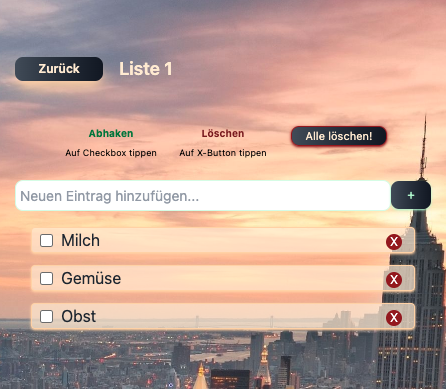 Zurück Liste 1
Abhaken Löschen Alle löschen!
Auf Checkbox tippen Auf X-Button tippen
Neuen Eintrag hinzufügen... +
Milch X
Gemüse X
Obst X